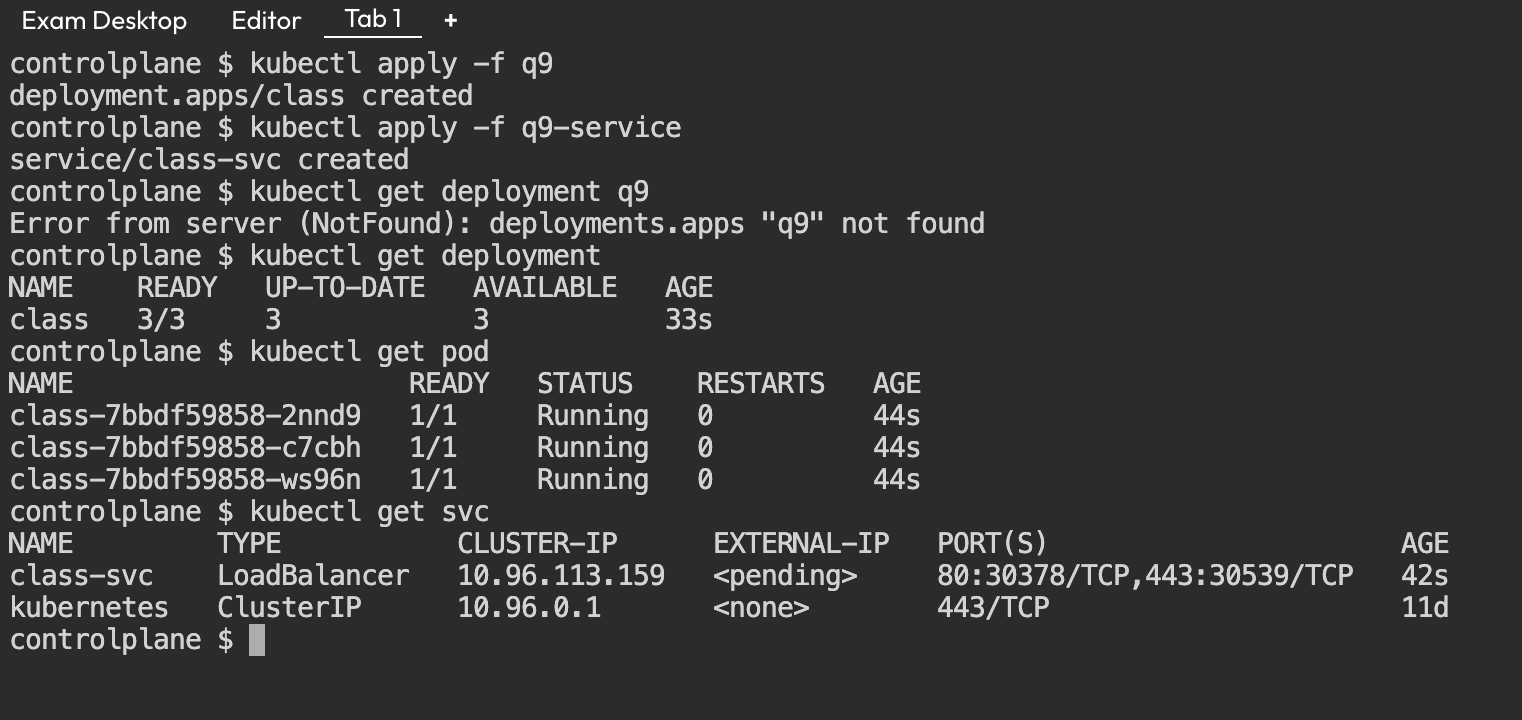 Exam Desktop Editor Tab 1 +
controlplane $ kubectl apply -f q9
deployment.apps/class created
controlplane $ kubectl apply -f q9-service
service/class-svc created
controlplane $ kubectl get deployment q9
Error from server (NotFound): deployments.apps "q9" not found
controlplane $ kubectl get deployment
NAME    READY   UP-TO-DATE   AVAILABLE   AGE
class   3/3     3            3           33s
controlplane $ kubectl get pod
NAME                     READY   STATUS    RESTARTS   AGE
class-7bbdf59858-2nnd9   1/1     Running   0          44s
class-7bbdf59858-c7cbh   1/1     Running   0          44s
class-7bbdf59858-ws96n   1/1     Running   0          44s
controlplane $ kubectl get svc
NAME         TYPE           CLUSTER-IP      EXTERNAL-IP   PORT(S)                      AGE
class-svc    LoadBalancer   10.96.113.159   <pending>     80:30378/TCP,443:30539/TCP   42s
kubernetes   ClusterIP      10.96.0.1       <none>        443/TCP                      11d
controlplane $